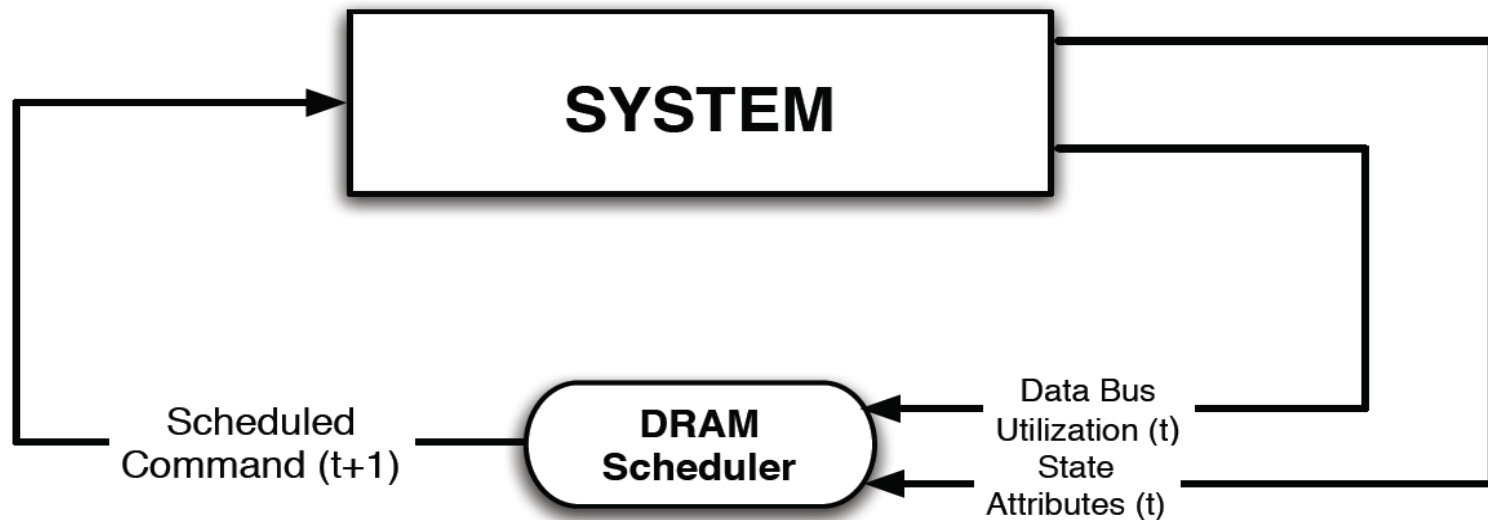 SYSTEM
Scheduled
Command (t+1)
DRAM
Scheduler
Data Bus
Utilization (t)
State
Attributes (t)